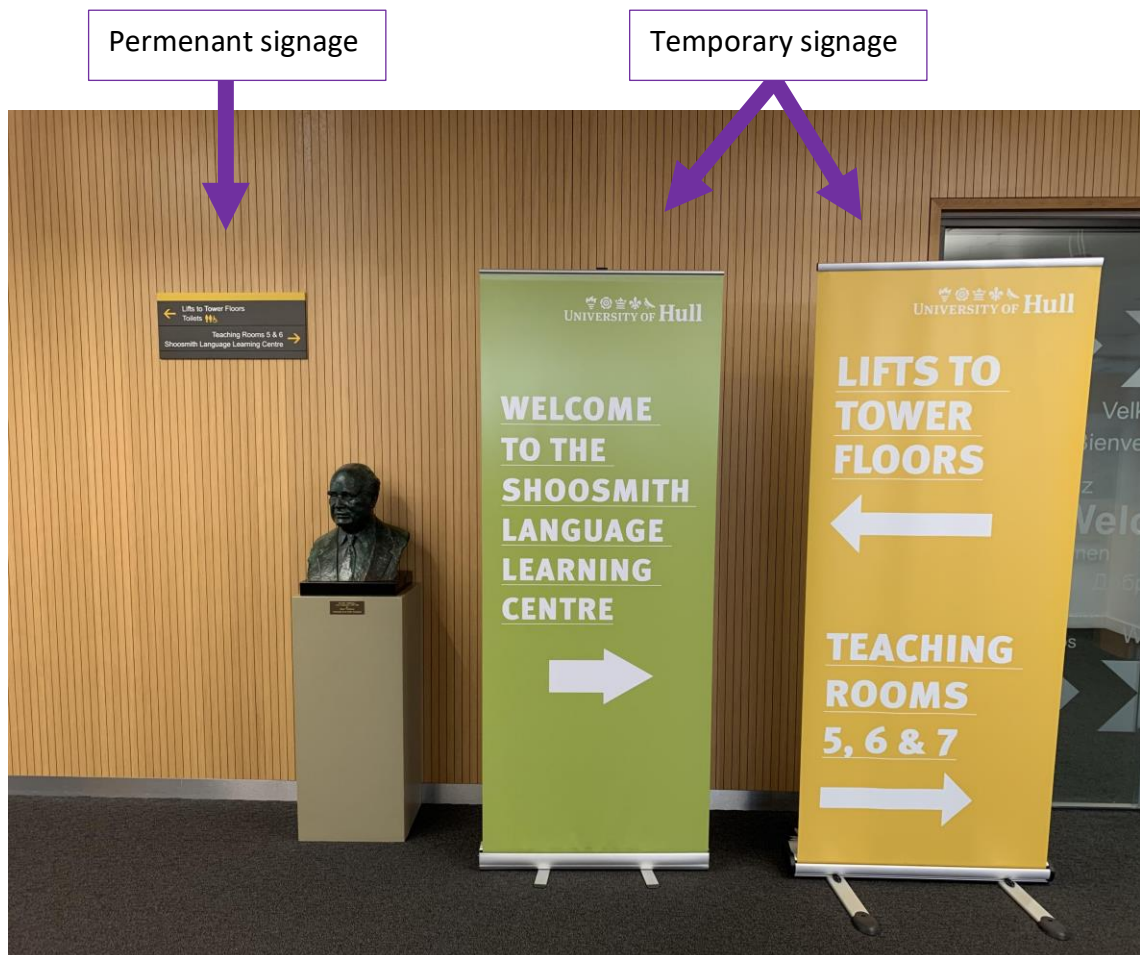 Permenant signage
Temporary signage
Lifts to Tower Floors
Toilets
Teaching Rooms 5 & 6
Shoosmith Language Learning Centre
UNIVERSITY OF Hull
WELCOME
TO THE
SHOOSMITH
LANGUAGE
LEARNING
CENTRE
UNIVERSITY OF Hull
LIFTS TO
TOWER
FLOORS
TEACHING
ROOMS
5, 6 & 7